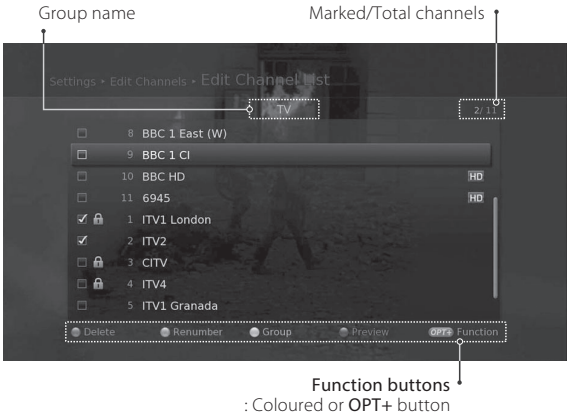 Group name Marked/Total channels
Settings • Edit Channels • Edit Channel List
TV 2/11
8 BBC 1 East (W)
9 BBC 1 CI
10 BBC HD HD
11 6945 HD
1 ITV1 London
2 ITV2
3 CITV
4 ITV4
5 ITV1 Granada
Delete Renumber Group Preview OPT+ Function
Function buttons
: Coloured or OPT+ button